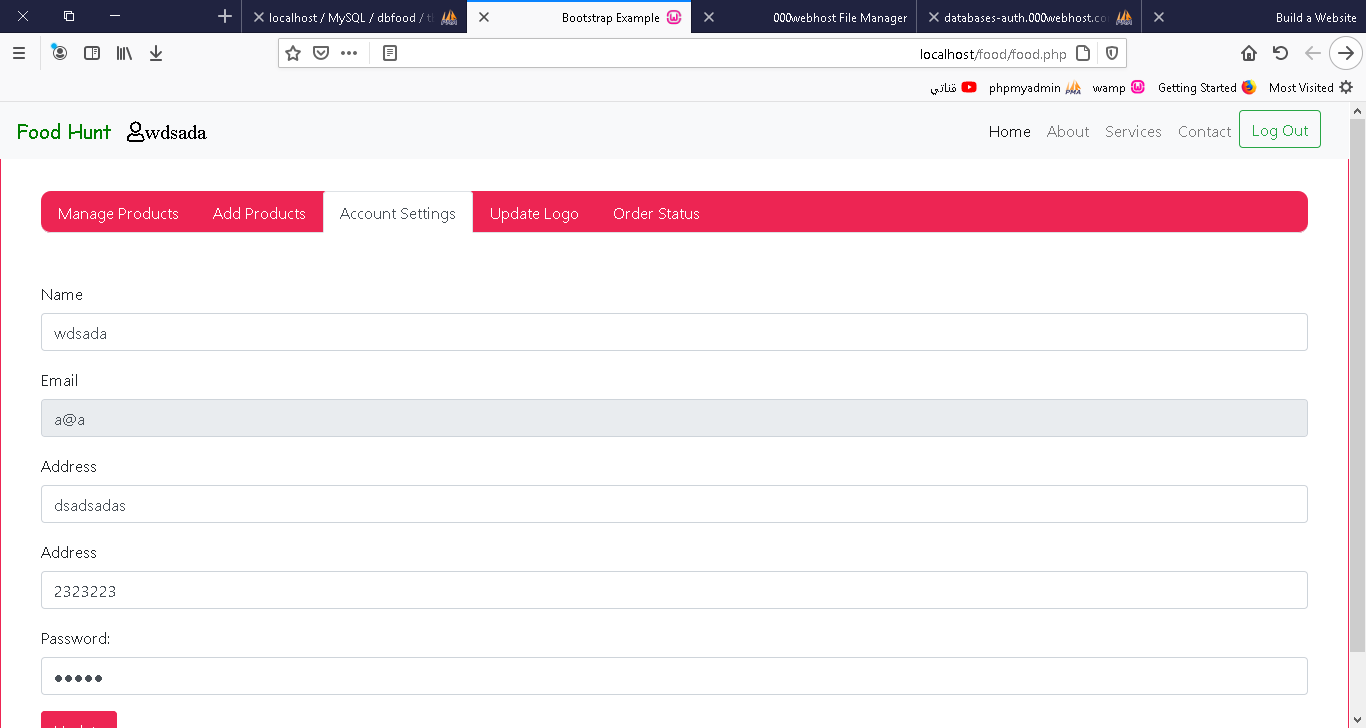 localhost / MySQL / dbfood / t
Bootstrap Example
000webhost File Manager
databases-auth.000webhost.co
Build a Website
localhost/food/food.php
قناتي
phpmyadmin
wamp
Getting Started
Most Visited
Food Hunt wdsada
Home About Services Contact Log Out
Manage Products Add Products Account Settings Update Logo Order Status
Name
wdsada
Email
a@a
Address
dsadsadas
Address
2323223
Password:
•••••